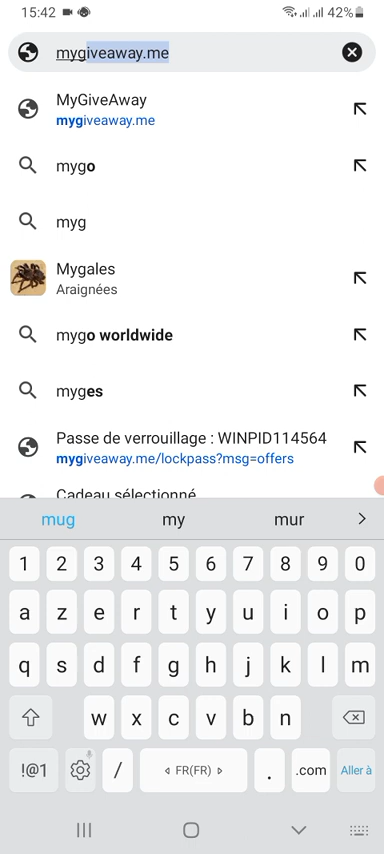 15:42 42%
mygiveaway.me
MyGiveAway
mygiveaway.me
mygo
myg
Mygales
Araignées
mygo worldwide
myges
Passe de verrouillage : WINPID114564
mygiveaway.me/lockpass?msg=offers
Cadeau sélectionné
mug my mur
1 2 3 4 5 6 7 8 9 0
a z e r t y u i o p
q s d f g h j k l m
w x c v b n
!@1 / FR(FR) . .com Aller à